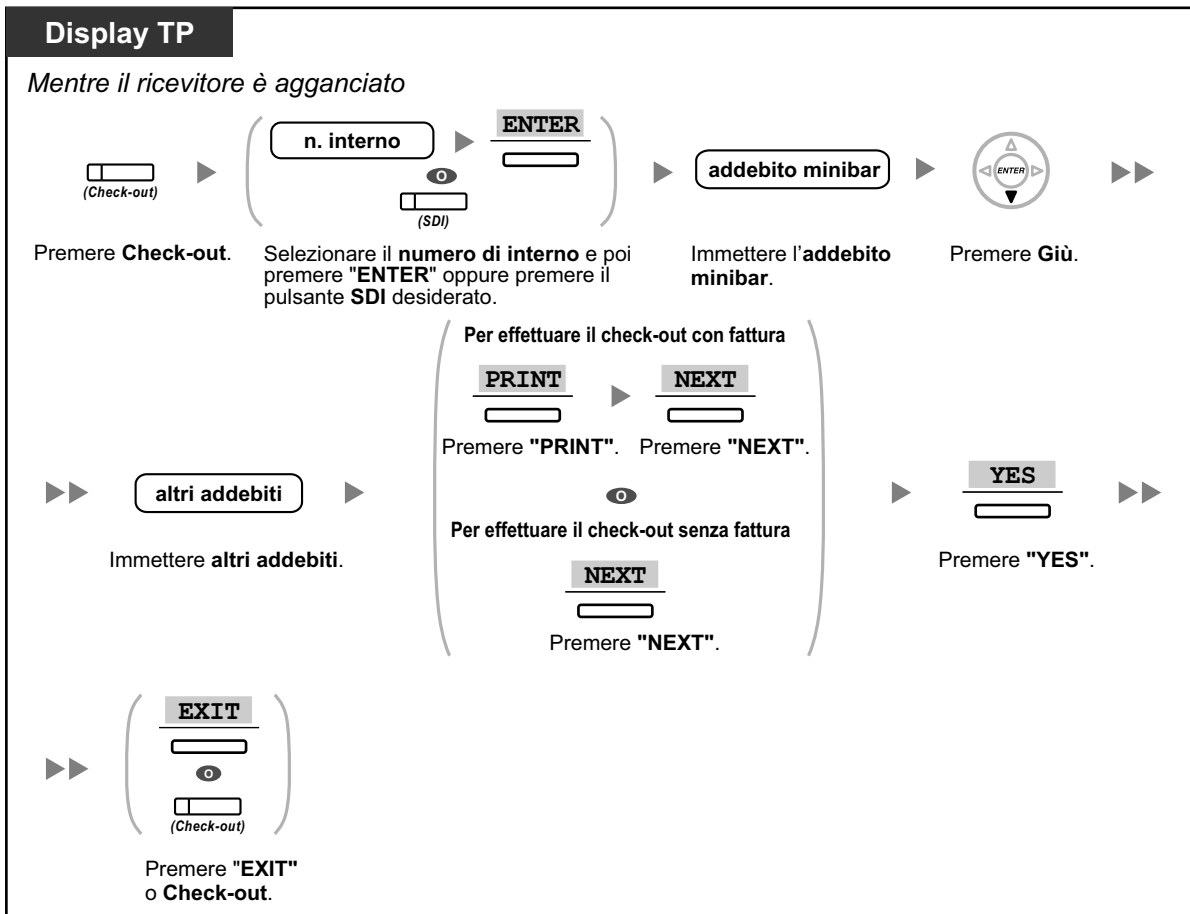 Display TP
Mentre il ricevitore è agganciato
(Check-out)
n. interno
ENTER
O
(SDI)
addebito minibar
ENTER
Premere Check-out.
Selezionare il numero di interno e poi
premere "ENTER" oppure premere il
pulsante SDI desiderato.
Immettere l'addebito
minibar.
Premere Giù.
altri addebiti
Immettere altri addebiti.
Per effettuare il check-out con fattura
PRINT
NEXT
Premere "PRINT".
Premere "NEXT".
O
Per effettuare il check-out senza fattura
NEXT
Premere "NEXT".
YES
Premere "YES".
EXIT
O
(Check-out)
Premere "EXIT"
o Check-out.